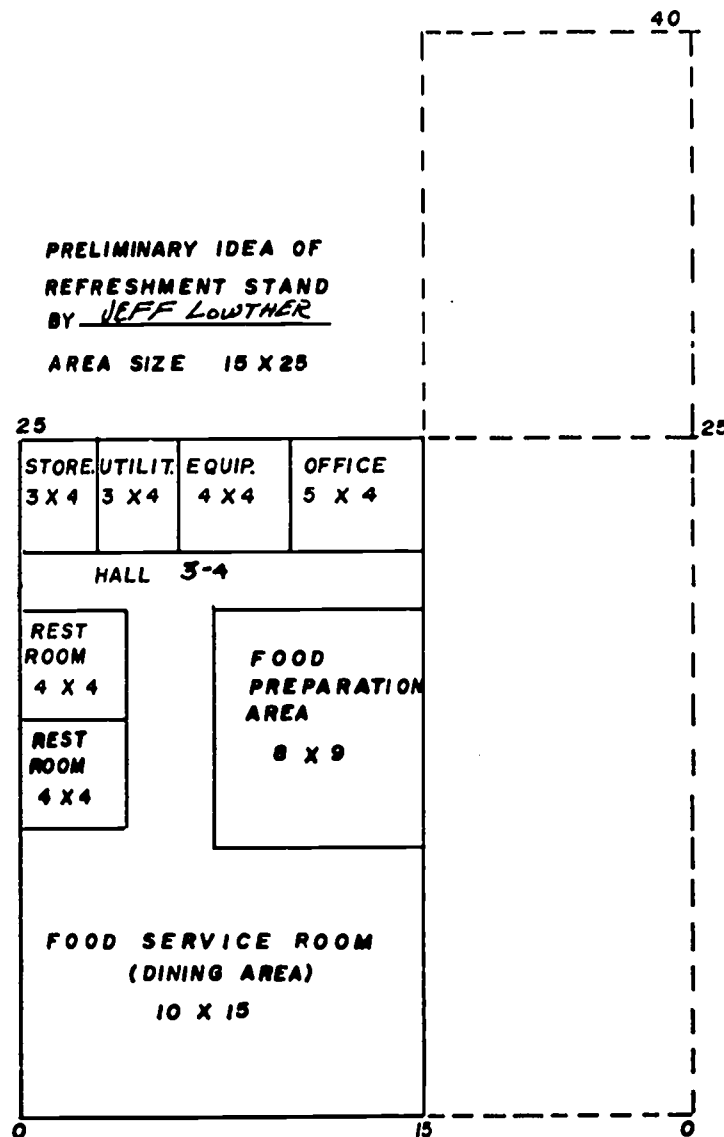 40
PRELIMINARY IDEA OF
REFRESHMENT STAND
BY JEFF LOWTHER
AREA SIZE 15 X 25
25
25
STORE. UTILIT. EQUIP. OFFICE
3 X 4 3 X 4 4 X 4 5 X 4
HALL 3-4
REST
ROOM
4 X 4
FOOD
PREPARATION
AREA
8 X 9
REST
ROOM
4 X 4
FOOD SERVICE ROOM
(DINING AREA)
10 X 15
0 15 0